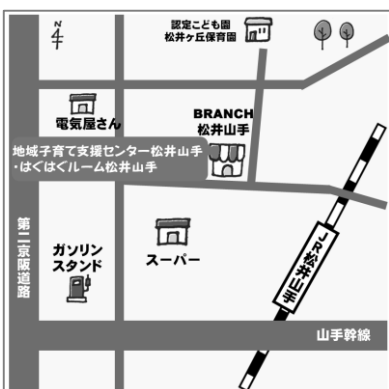 N
認定こども園
松井ヶ丘保育園
電気屋さん
BRANCH
松井山手
地域子育て支援センター松井山手
・はぐはぐルーム松井山手
第二京阪道路
ガソリン
スタンド
スーパー
JR松井山手
山手幹線